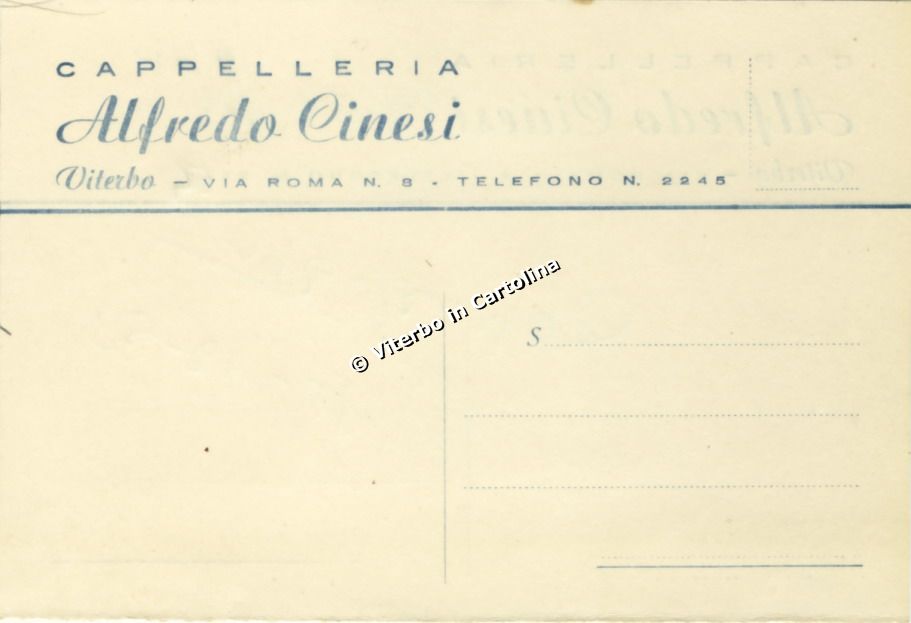 CAPPELLERIA
Alfredo Cinesi
Viterbo – VIA ROMA N. 8 - TELEFONO N. 2245
© Viterbo in Cartolina
S